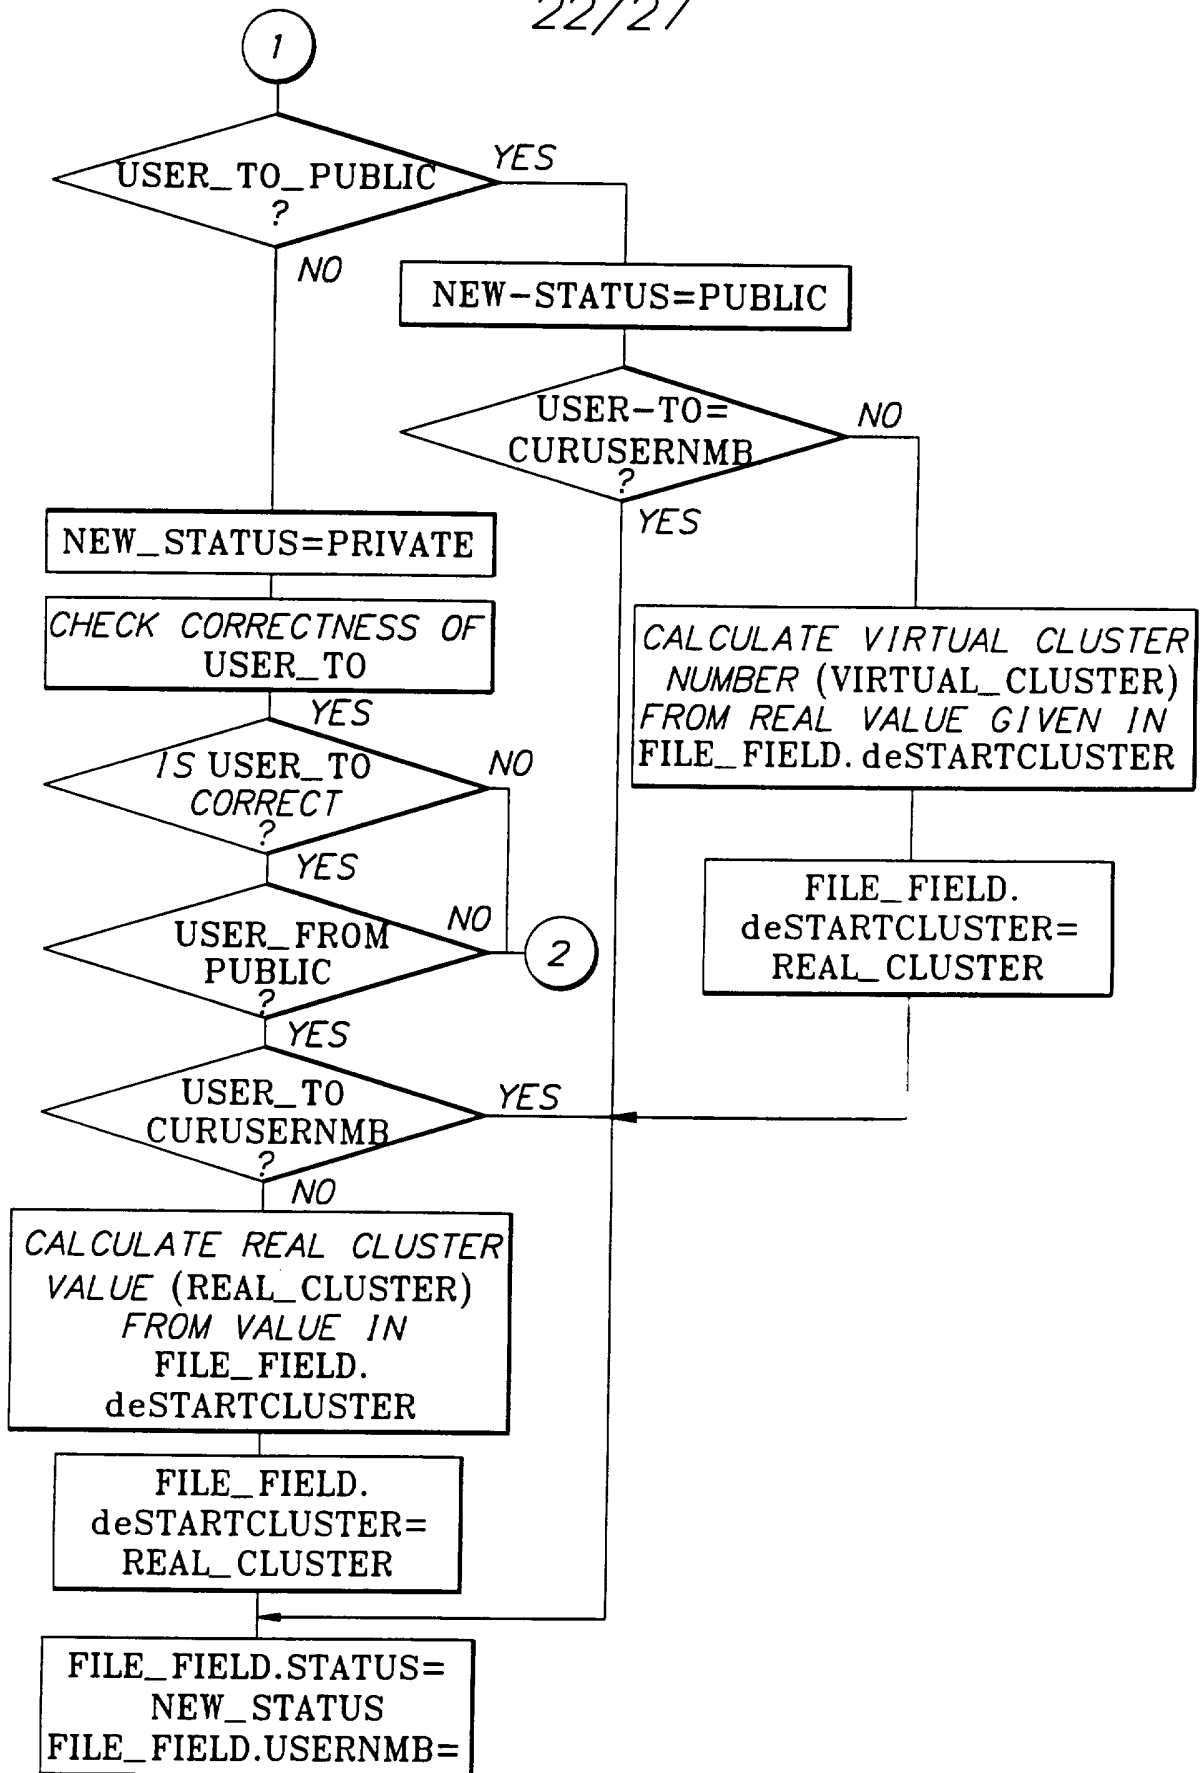 22/27
1
USER_TO_PUBLIC
?
YES
NO
NEW-STATUS=PUBLIC
USER-TO=
CURUSERNMB
?
NO
YES
NEW_STATUS=PRIVATE
CHECK CORRECTNESS OF
USER_TO
YES
CALCULATE VIRTUAL CLUSTER
NUMBER (VIRTUAL_CLUSTER)
FROM REAL VALUE GIVEN IN
FILE_FIELD. deSTARTCLUSTER
IS USER_TO
CORRECT
?
NO
YES
FILE_FIELD.
deSTARTCLUSTER=
REAL_CLUSTER
USER_FROM
PUBLIC
?
NO
2
YES
USER_TO
CURUSERNMB
?
YES
NO
CALCULATE REAL CLUSTER
VALUE (REAL_CLUSTER)
FROM VALUE IN
FILE_FIELD.
deSTARTCLUSTER
FILE_FIELD.
deSTARTCLUSTER=
REAL_CLUSTER
FILE_FIELD.STATUS=
NEW_STATUS
FILE_FIELD.USERNMB=